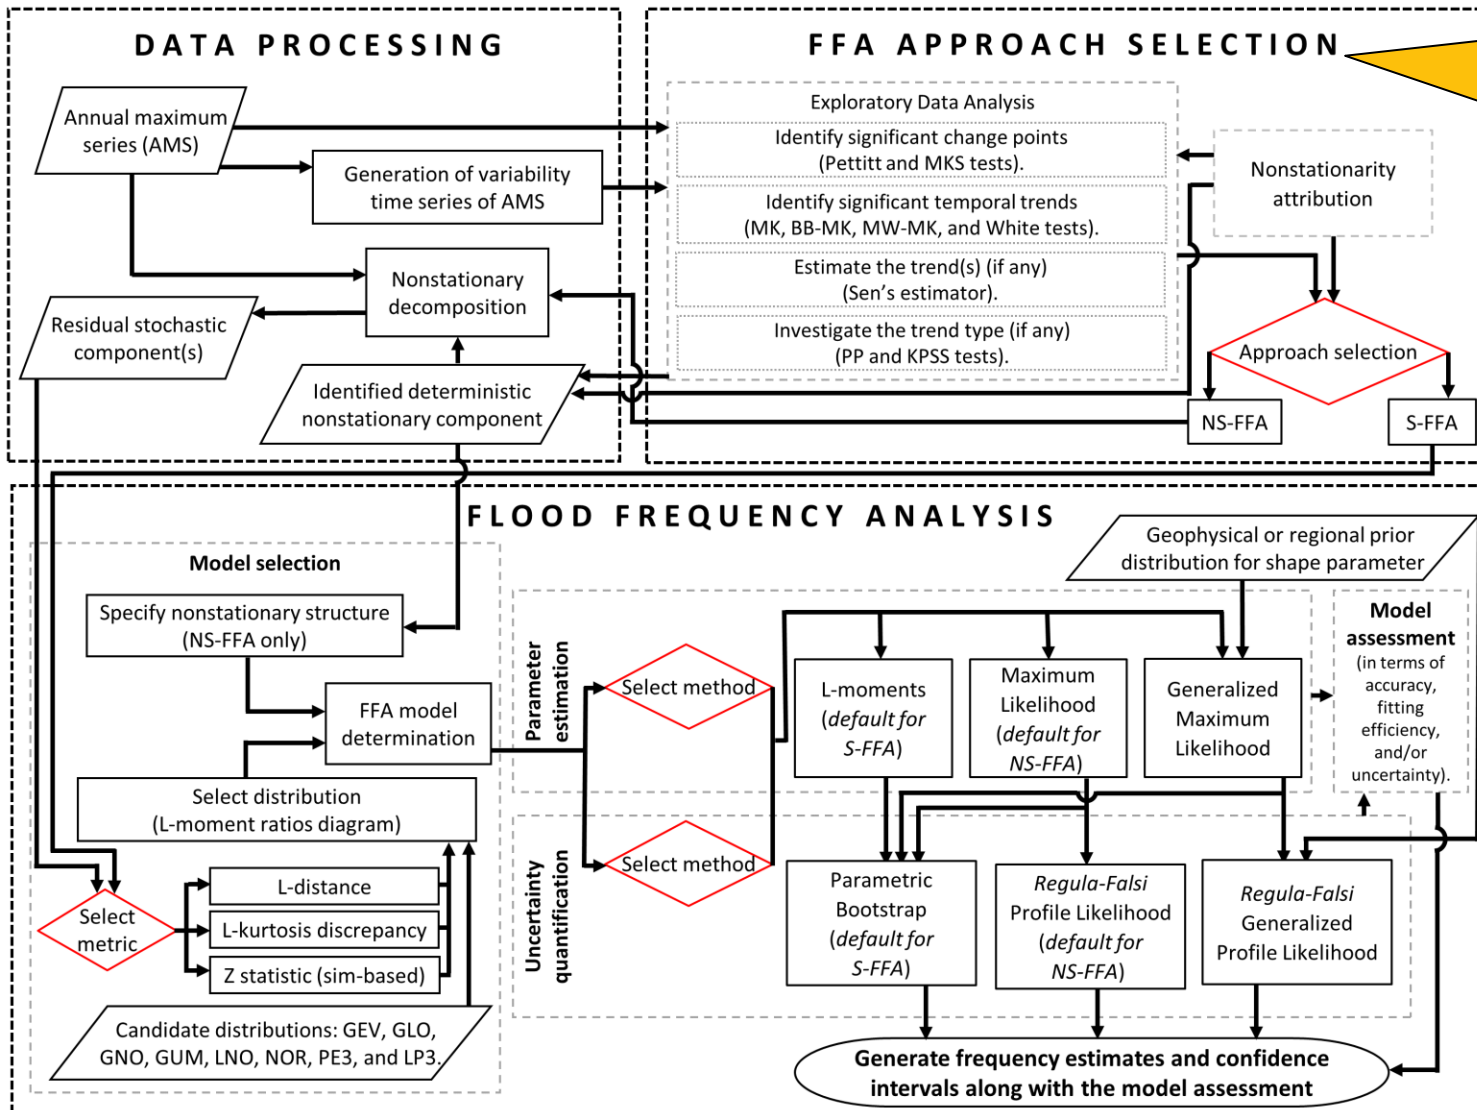 DATA PROCESSING
Annual maximum
series (AMS)
Generation of variability
time series of AMS
Nonstationary
decomposition
Residual stochastic
component(s)
Identified deterministic
nonstationary component
FFA APPROACH SELECTION
Exploratory Data Analysis
Identify significant change points
(Pettitt and MKS tests).
Identify significant temporal trends
(MK, BB-MK, MW-MK, and White tests).
Estimate the trend(s) (if any)
(Sen's estimator).
Investigate the trend type (if any)
(PP and KPSS tests).
Nonstationarity
attribution
Approach selection
NS-FFA
S-FFA
FLOOD FREQUENCY ANALYSIS
Model selection
Specify nonstationary structure
(NS-FFA only)
FFA model
determination
Select distribution
(L-moment ratios diagram)
Select
metric
L-distance
L-kurtosis discrepancy
Z statistic (sim-based)
Candidate distributions: GEV, GLO,
GNO, GUM, LNO, NOR, PE3, and LP3.
Parameter
estimation
Select method
L-moments
(default for
S-FFA)
Maximum
Likelihood
(default for
NS-FFA)
Generalized
Maximum
Likelihood
Geophysical or regional prior
distribution for shape parameter
Model
assessment
(in terms of
accuracy,
fitting
efficiency,
and/or
uncertainty).
Uncertainty
quantification
Select method
Parametric
Bootstrap
(default for
S-FFA)
Regula-Falsi
Profile Likelihood
(default for
NS-FFA)
Regula-Falsi
Generalized
Profile Likelihood
Generate frequency estimates and confidence
intervals along with the model assessment